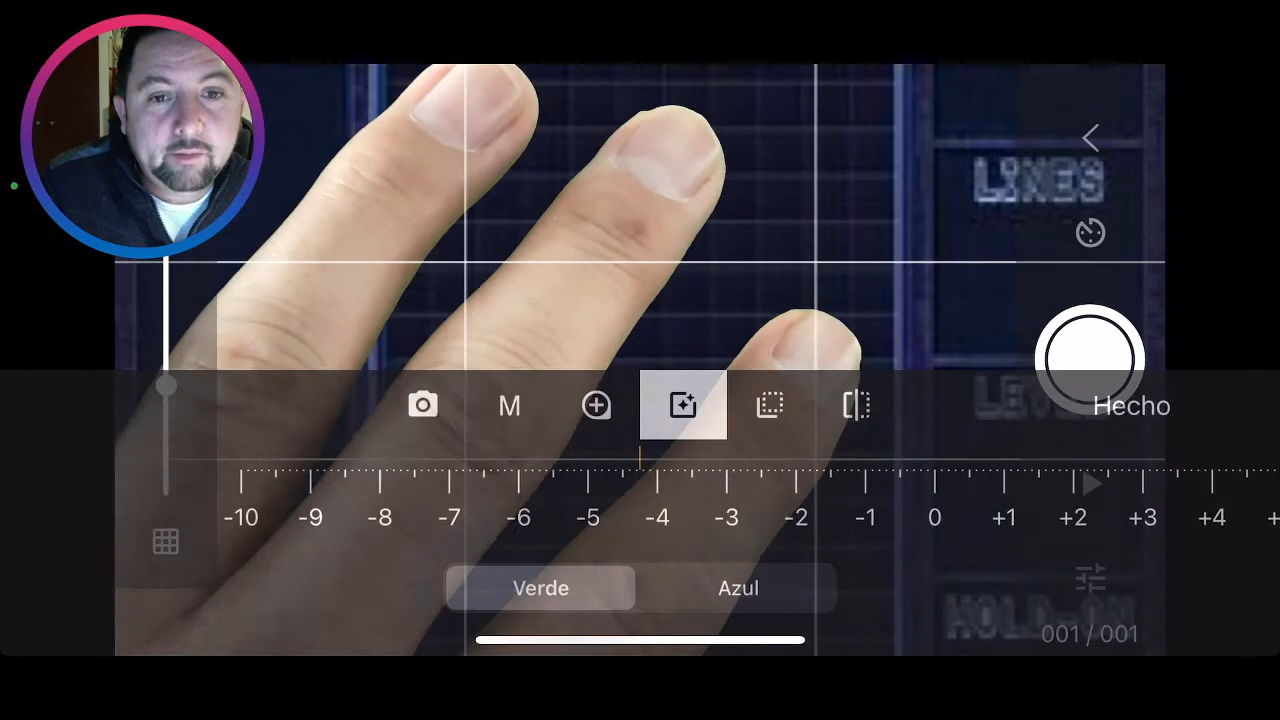 LINES
M
Hecho
-10 -9 -8 -7 -6 -5 -4 -3 -2 -1 0 +1 +2 +3 +4
Verde Azul
HOLD-ON
001 / 001